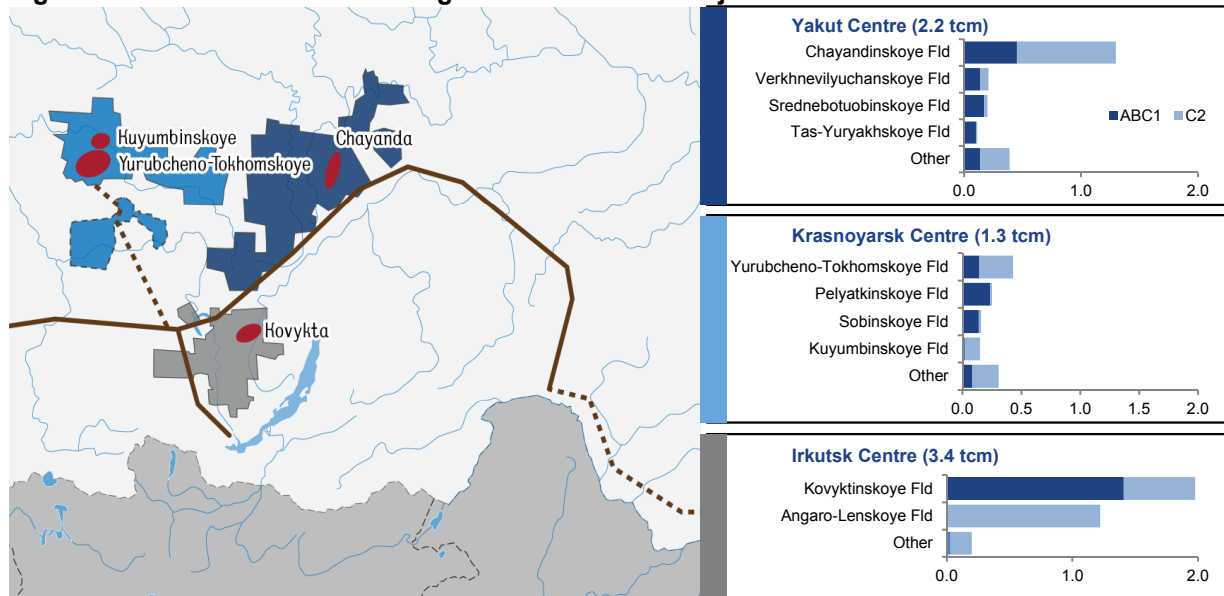 Kuyumbinskoye
Yurubcheno-Tokhomskoye
Chayanda
Kovykta
Yakut Centre (2.2 tcm)
Chayandinskoye Fld
Verkhnevilyuchanskoye Fld
Srednebotuobinskoye Fld
Tas-Yuryakhskoye Fld
Other
ABC1 C2
0.0 1.0 2.0
Krasnoyarsk Centre (1.3 tcm)
Yurubcheno-Tokhomskoye Fld
Pelyatkinskoye Fld
Sobinskoye Fld
Kuyumbinskoye Fld
Other
0.0 0.5 1.0 1.5 2.0
Irkutsk Centre (3.4 tcm)
Kovyktinskoye Fld
Angaro-Lenskoye Fld
Other
0.0 1.0 2.0